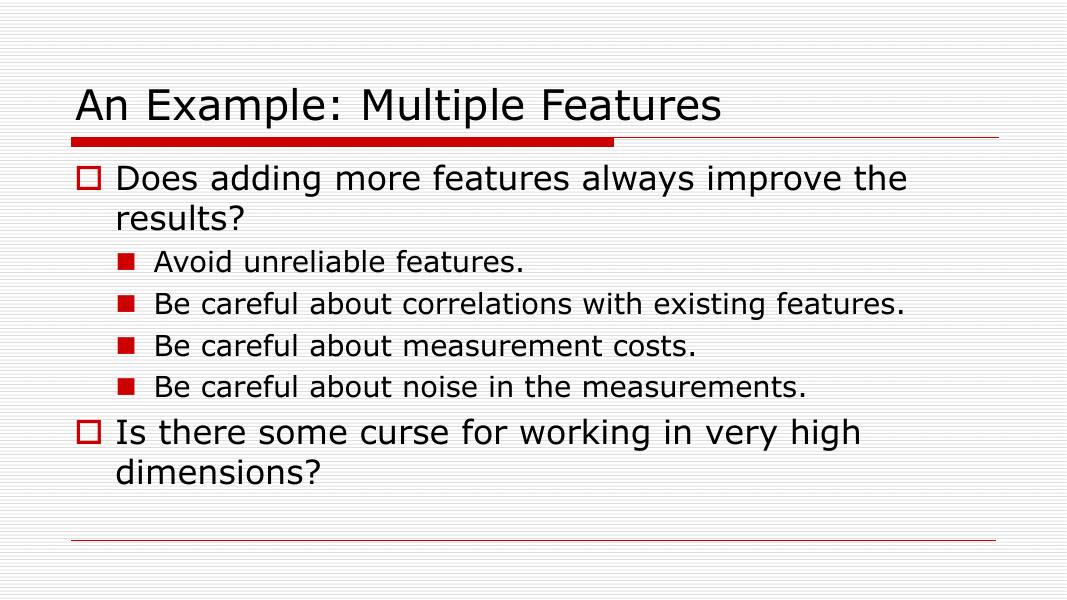 An Example: Multiple Features
Does adding more features always improve the
results?
Avoid unreliable features.
Be careful about correlations with existing features.
Be careful about measurement costs.
Be careful about noise in the measurements.
Is there some curse for working in very high
dimensions?